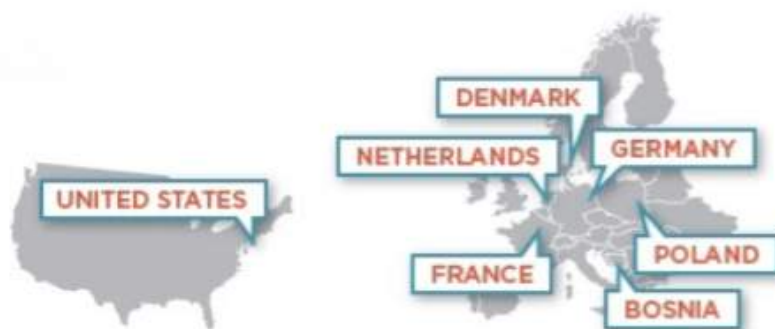 DENMARK
NETHERLANDS
GERMANY
UNITED STATES
FRANCE
POLAND
BOSNIA